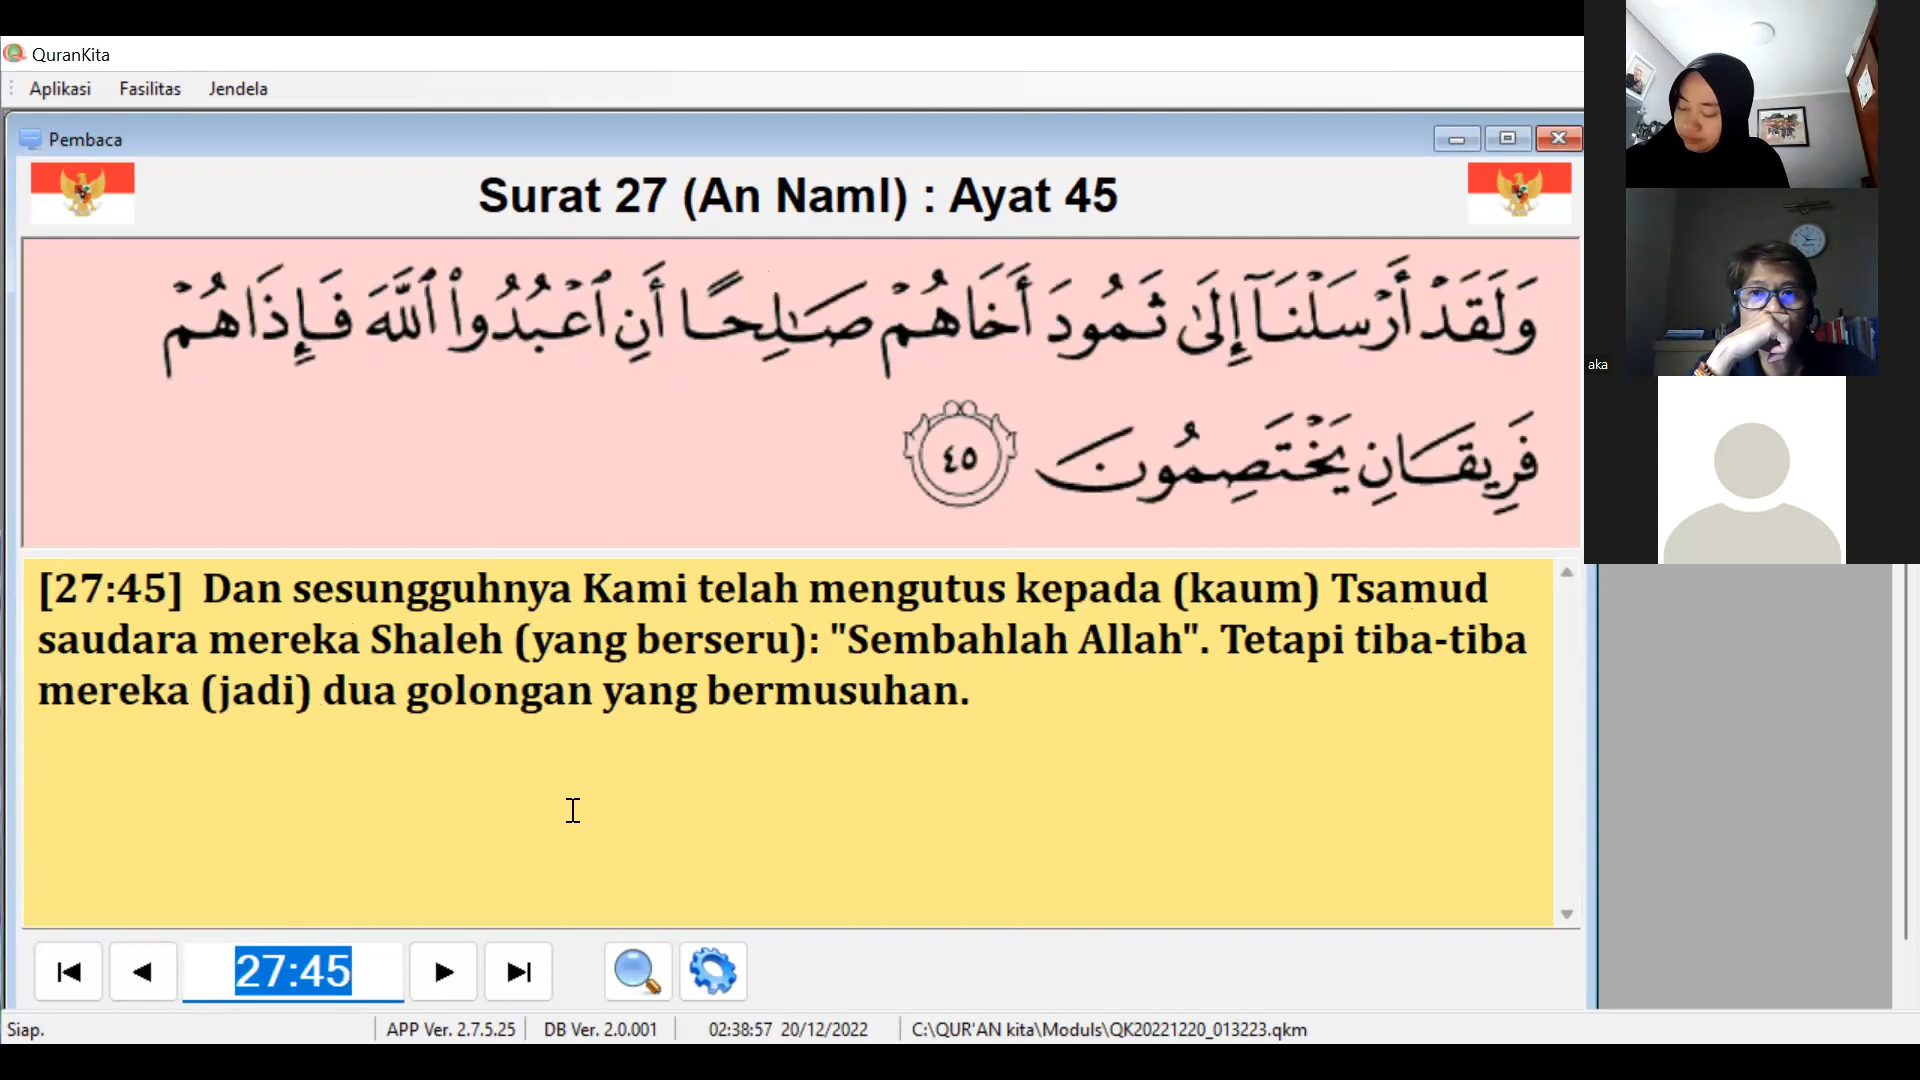 QuranKita
Aplikasi Fasilitas Jendela
Pembaca
Surat 27 (An Naml) : Ayat 45
وَلَقَدْ أَرْسَلْنَآ إِلَىٰ ثَمُودَ أَخَاهُمْ صَـٰلِحًا أَنِ ٱعْبُدُوا۟ ٱللَّهَ فَإِذَا هُمْ
فَرِيقَانِ يَخْتَصِمُونَ ٤٥
[27:45] Dan sesungguhnya Kami telah mengutus kepada (kaum) Tsamud
saudara mereka Shaleh (yang berseru): "Sembahlah Allah". Tetapi tiba-tiba
mereka (jadi) dua golongan yang bermusuhan.
27:45
Siap. APP Ver. 2.7.5.25 DB Ver. 2.0.001 02:38:57 20/12/2022 C:\QUR'AN kita\Moduls\QK20221220_013223.qkm
aka